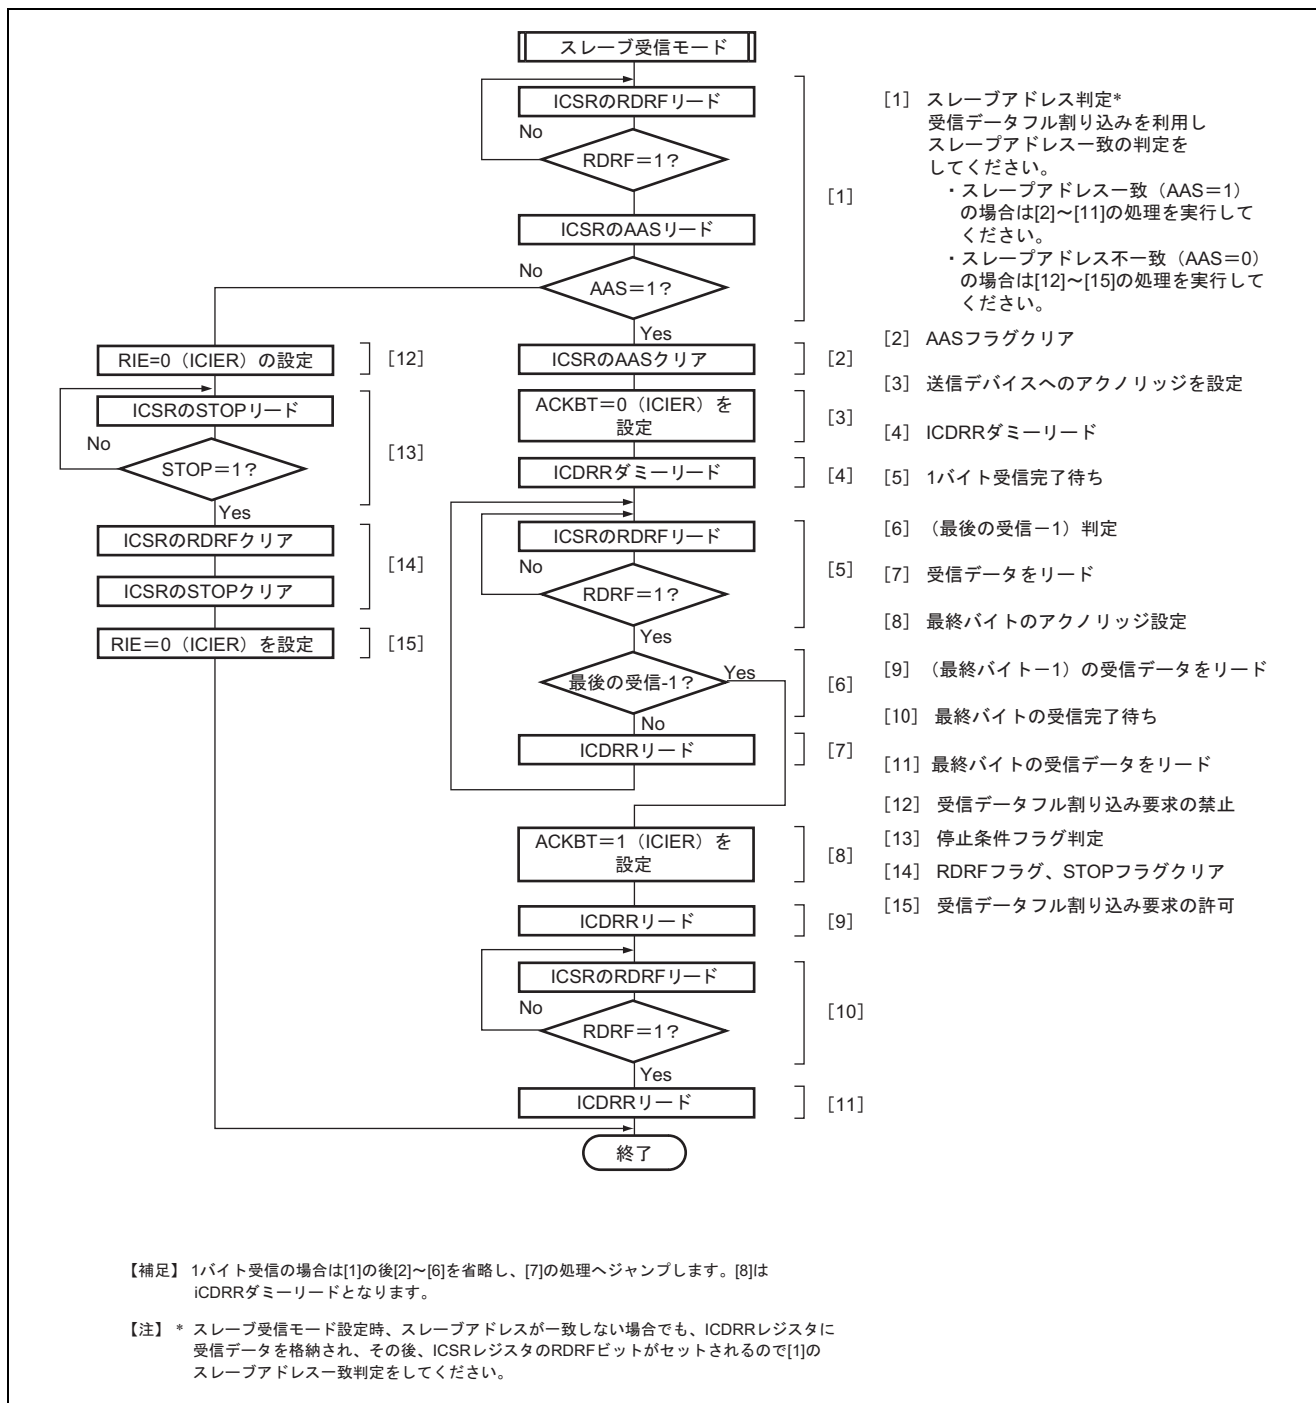 スレーブ受信モード
ICSRのRDRFリード
No
RDRF＝1？
ICSRのAASリード
No
AAS＝1？
Yes
[1]
RIE=0（ICIER）の設定
[12]
ICSRのSTOPリード
No
STOP＝1？
[13]
Yes
ICSRのRDRFクリア
ICSRのSTOPクリア
[14]
RIE＝0（ICIER）を設定
[15]
ICSRのAASクリア
[2]
ACKBT＝0（ICIER）を
設定
[3]
ICDRRダミーリード
[4]
ICSRのRDRFリード
No
RDRF＝1？
[5]
Yes
最後の受信-1？
Yes
[6]
No
ICDRRリード
[7]
ACKBT＝1（ICIER）を
設定
[8]
ICDRRリード
[9]
ICSRのRDRFリード
No
RDRF＝1？
[10]
Yes
ICDRRリード
[11]
終了
[1] スレーブアドレス判定*
受信データフル割り込みを利用し
スレーブアドレス一致の判定を
してください。
・スレーブアドレス一致（AAS＝1）
の場合は[2]～[11]の処理を実行して
ください。
・スレーブアドレス不一致（AAS＝0）
の場合は[12]～[15]の処理を実行して
ください。
[2] AASフラグクリア
[3] 送信デバイスへのアクノリッジを設定
[4] ICDRRダミーリード
[5] 1バイト受信完了待ち
[6] （最後の受信－1）判定
[7] 受信データをリード
[8] 最終バイトのアクノリッジ設定
[9] （最終バイト－1）の受信データをリード
[10] 最終バイトの受信完了待ち
[11] 最終バイトの受信データをリード
[12] 受信データフル割り込み要求の禁止
[13] 停止条件フラグ判定
[14] RDRFフラグ、STOPフラグクリア
[15] 受信データフル割り込み要求の許可
【補足】 1バイト受信の場合は[1]の後[2]～[6]を省略し、[7]の処理へジャンプします。[8]は
iCDRRダミーリードとなります。
【注】 * スレーブ受信モード設定時、スレーブアドレスが一致しない場合でも、ICDRRレジスタに
受信データを格納され、その後、ICSRレジスタのRDRFビットがセットされるので[1]の
スレーブアドレス一致判定をしてください。